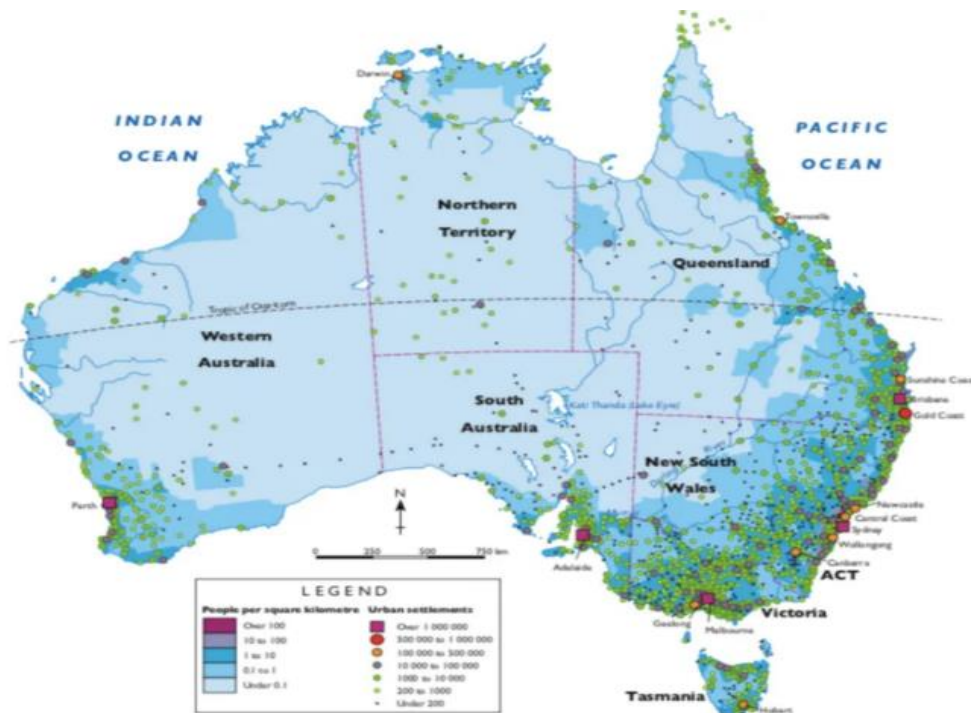 Darwin
INDIAN
OCEAN
PACIFIC
OCEAN
Northern
Territory
Townsville
Queensland
Tropic of Capricorn
Western
Australia
Sunshine Coast
Brisbane
Gold Coast
South
Australia
Kati Thanda (Lake Eyre)
New South
Wales
Perth
N
Newcastle
Central Coast
Sydney
Wollongong
Canberra
ACT
0 250 500 750 km
Adelaide
Geelong
Melbourne
Victoria
Tasmania
Hobart
LEGEND
People per square kilometre
Over 100
10 to 100
1 to 10
0.1 to 1
Under 0.1
Urban settlements
Over 1 000 000
500 000 to 1 000 000
100 000 to 500 000
10 000 to 100 000
1000 to 10 000
200 to 1000
Under 200